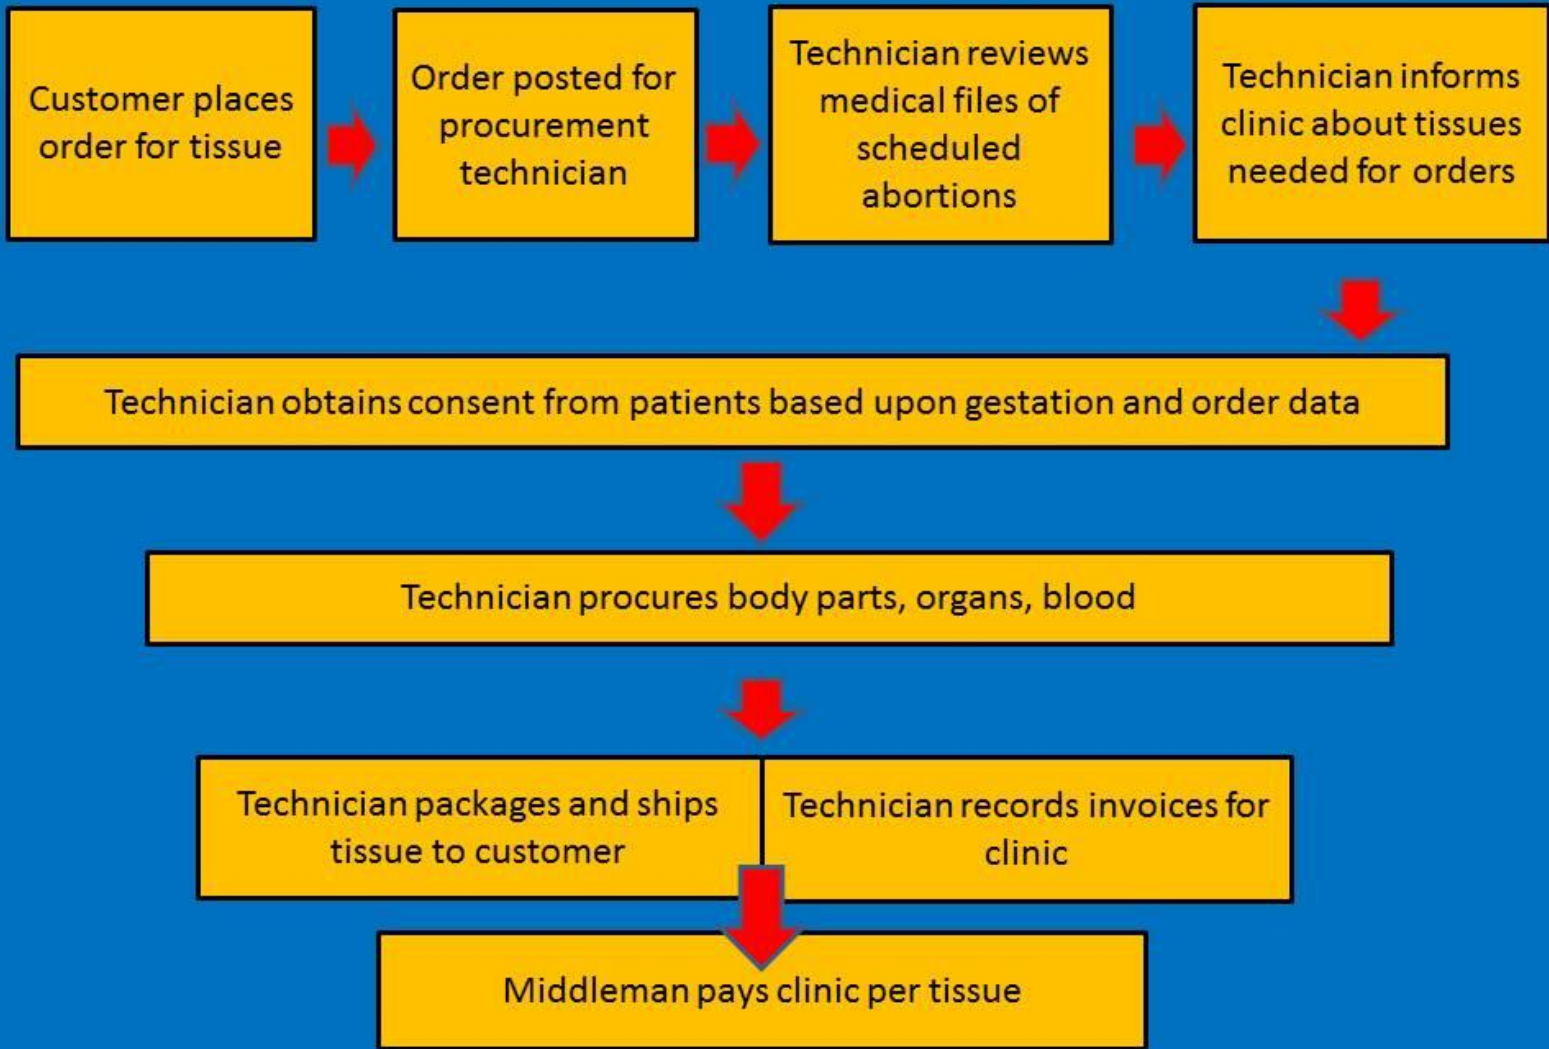 Customer places
order for tissue
Order posted for
procurement
technician
Technician reviews
medical files of
scheduled
abortions
Technician informs
clinic about tissues
needed for orders
Technician obtains consent from patients based upon gestation and order data
Technician procures body parts, organs, blood
Technician packages and ships
tissue to customer
Technician records invoices for
clinic
Middleman pays clinic per tissue